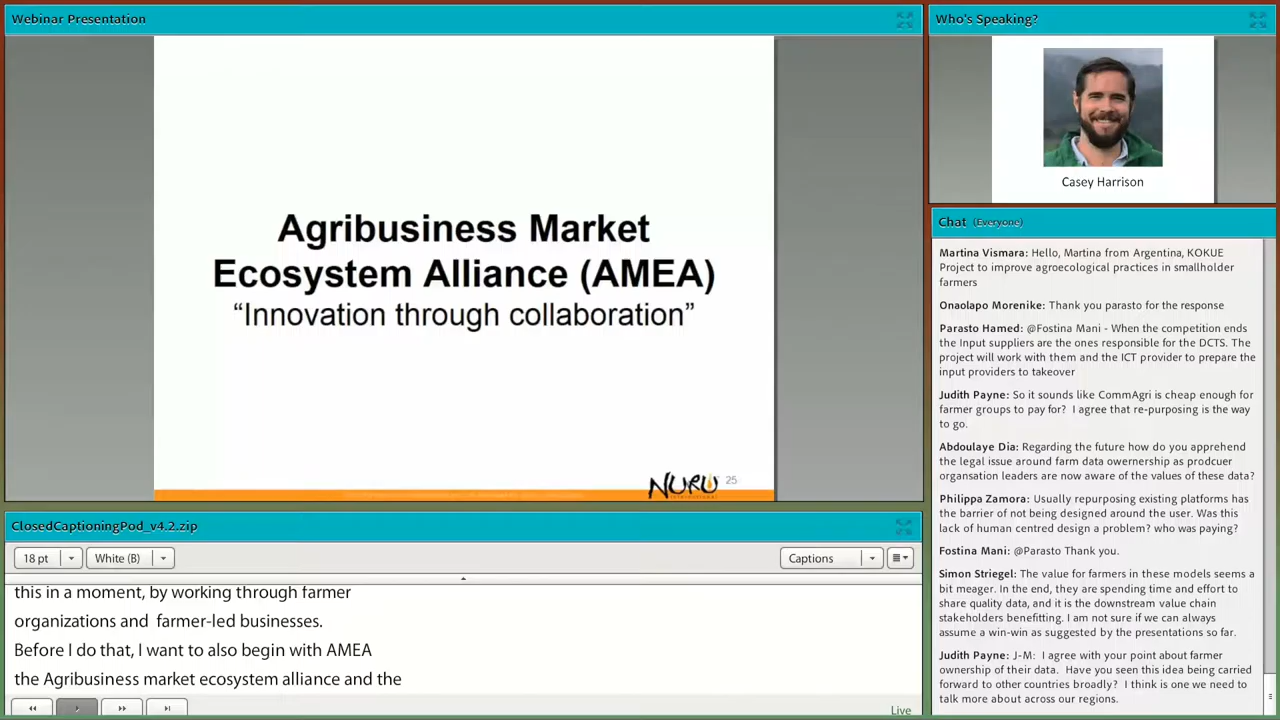 Webinar Presentation
Agribusiness Market
Ecosystem Alliance (AMEA)
“Innovation through collaboration”
NURU
25
Who's Speaking?
Casey Harrison
Chat (Everyone)
Martina Vismara: Hello, Martina from Argentina, KOKUE
Project to improve agroecological practices in smallholder
farmers
Onaolapo Morenike: Thank you parasto for the response
Parasto Hamed: @Fostina Mani - When the competition ends
the Input suppliers are the ones responsible for the DCTS. The
project will work with them and the ICT provider to prepare the
input providers to takeover
Judith Payne: So it sounds like CommAgri is cheap enough for
farmer groups to pay for? I agree that re-purposing is the way
to go.
Abdoulaye Dia: Regarding the future how do you apprehend
the legal issue around farm data owernership as prodcuer
organsation leaders are now aware of the values of these data?
Philippa Zamora: Usually repurposing existing platforms has
the barrier of not being designed around the user. Was this
lack of human centred design a problem? who was paying?
Fostina Mani: @Parasto Thank you.
Simon Striegel: The value for farmers in these models seems a
bit meager. In the end, they are spending time and effort to
share quality data, and it is the downstream value chain
stakeholders benefitting. I am not sure if we can always
assume a win-win as suggested by the presentations so far.
Judith Payne: J-M: I agree with your point about farmer
ownership of their data. Have you seen this idea being carried
forward to other countries broadly? I think is one we need to
talk more about across our regions.
ClosedCaptioningPod_v4.2.zip
18 pt
White (B)
Captions
this in a moment, by working through farmer
organizations and farmer-led businesses.
Before I do that, I want to also begin with AMEA
the Agribusiness market ecosystem alliance and the
Live